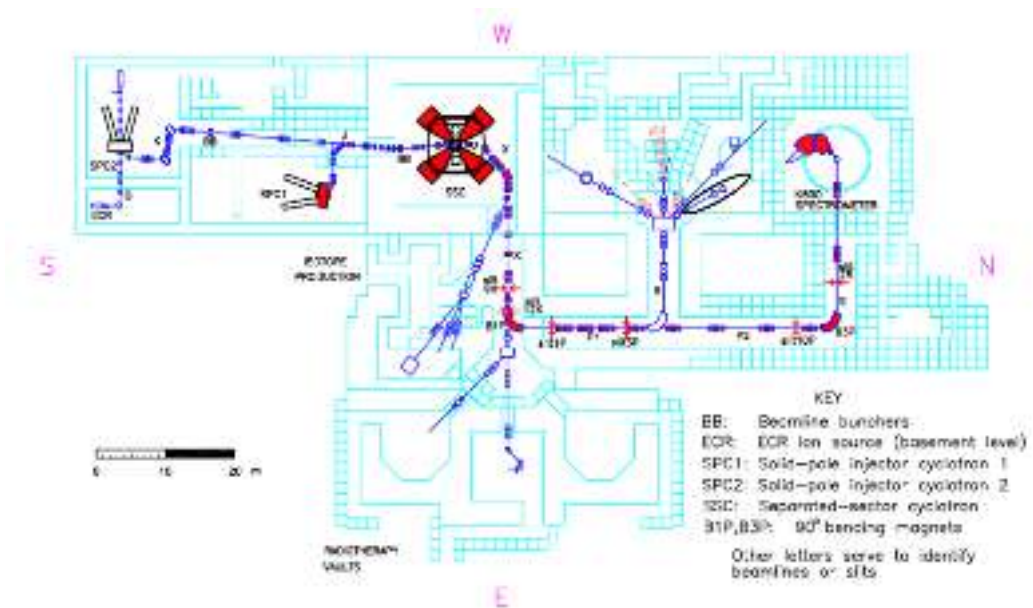 W
SPC2
ECR
SPC1
SSC
K600
SPECTROMETER
ISOTOPE
PRODUCTION
S
N
B1P
B3P
P1
P2
KEY
BB: Beamline bunchers
ECR: ECR ion source (basement level)
SPC1: Solid-pole injector cyclotron 1
SPC2: Solid-pole injector cyclotron 2
SSC: Separated-sector cyclotron
B1P,B3P: 90° bending magnets
Other letters serve to identify
beamlines or slits
0 10 20 m
RADIOTHERAPY
VAULTS
E